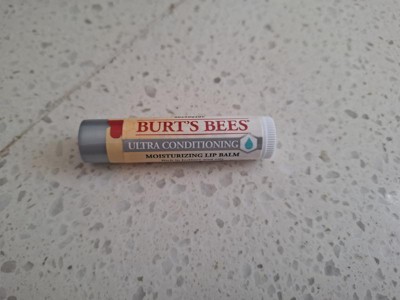 BURT'S BEES
ULTRA CONDITIONING
MOISTURIZING LIP BALM